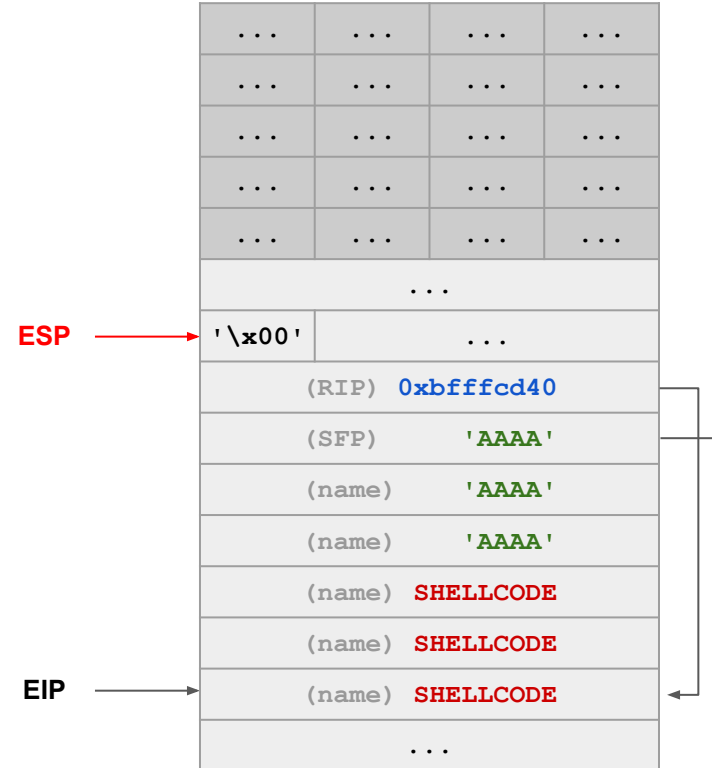 ... ... ... ...
... ... ... ...
... ... ... ...
... ... ... ...
... ... ... ...
...
ESP '\x00' ...
(RIP) 0xbfffcd40
(SFP) 'AAAA'
(name) 'AAAA'
(name) 'AAAA'
(name) SHELLCODE
(name) SHELLCODE
EIP (name) SHELLCODE
...